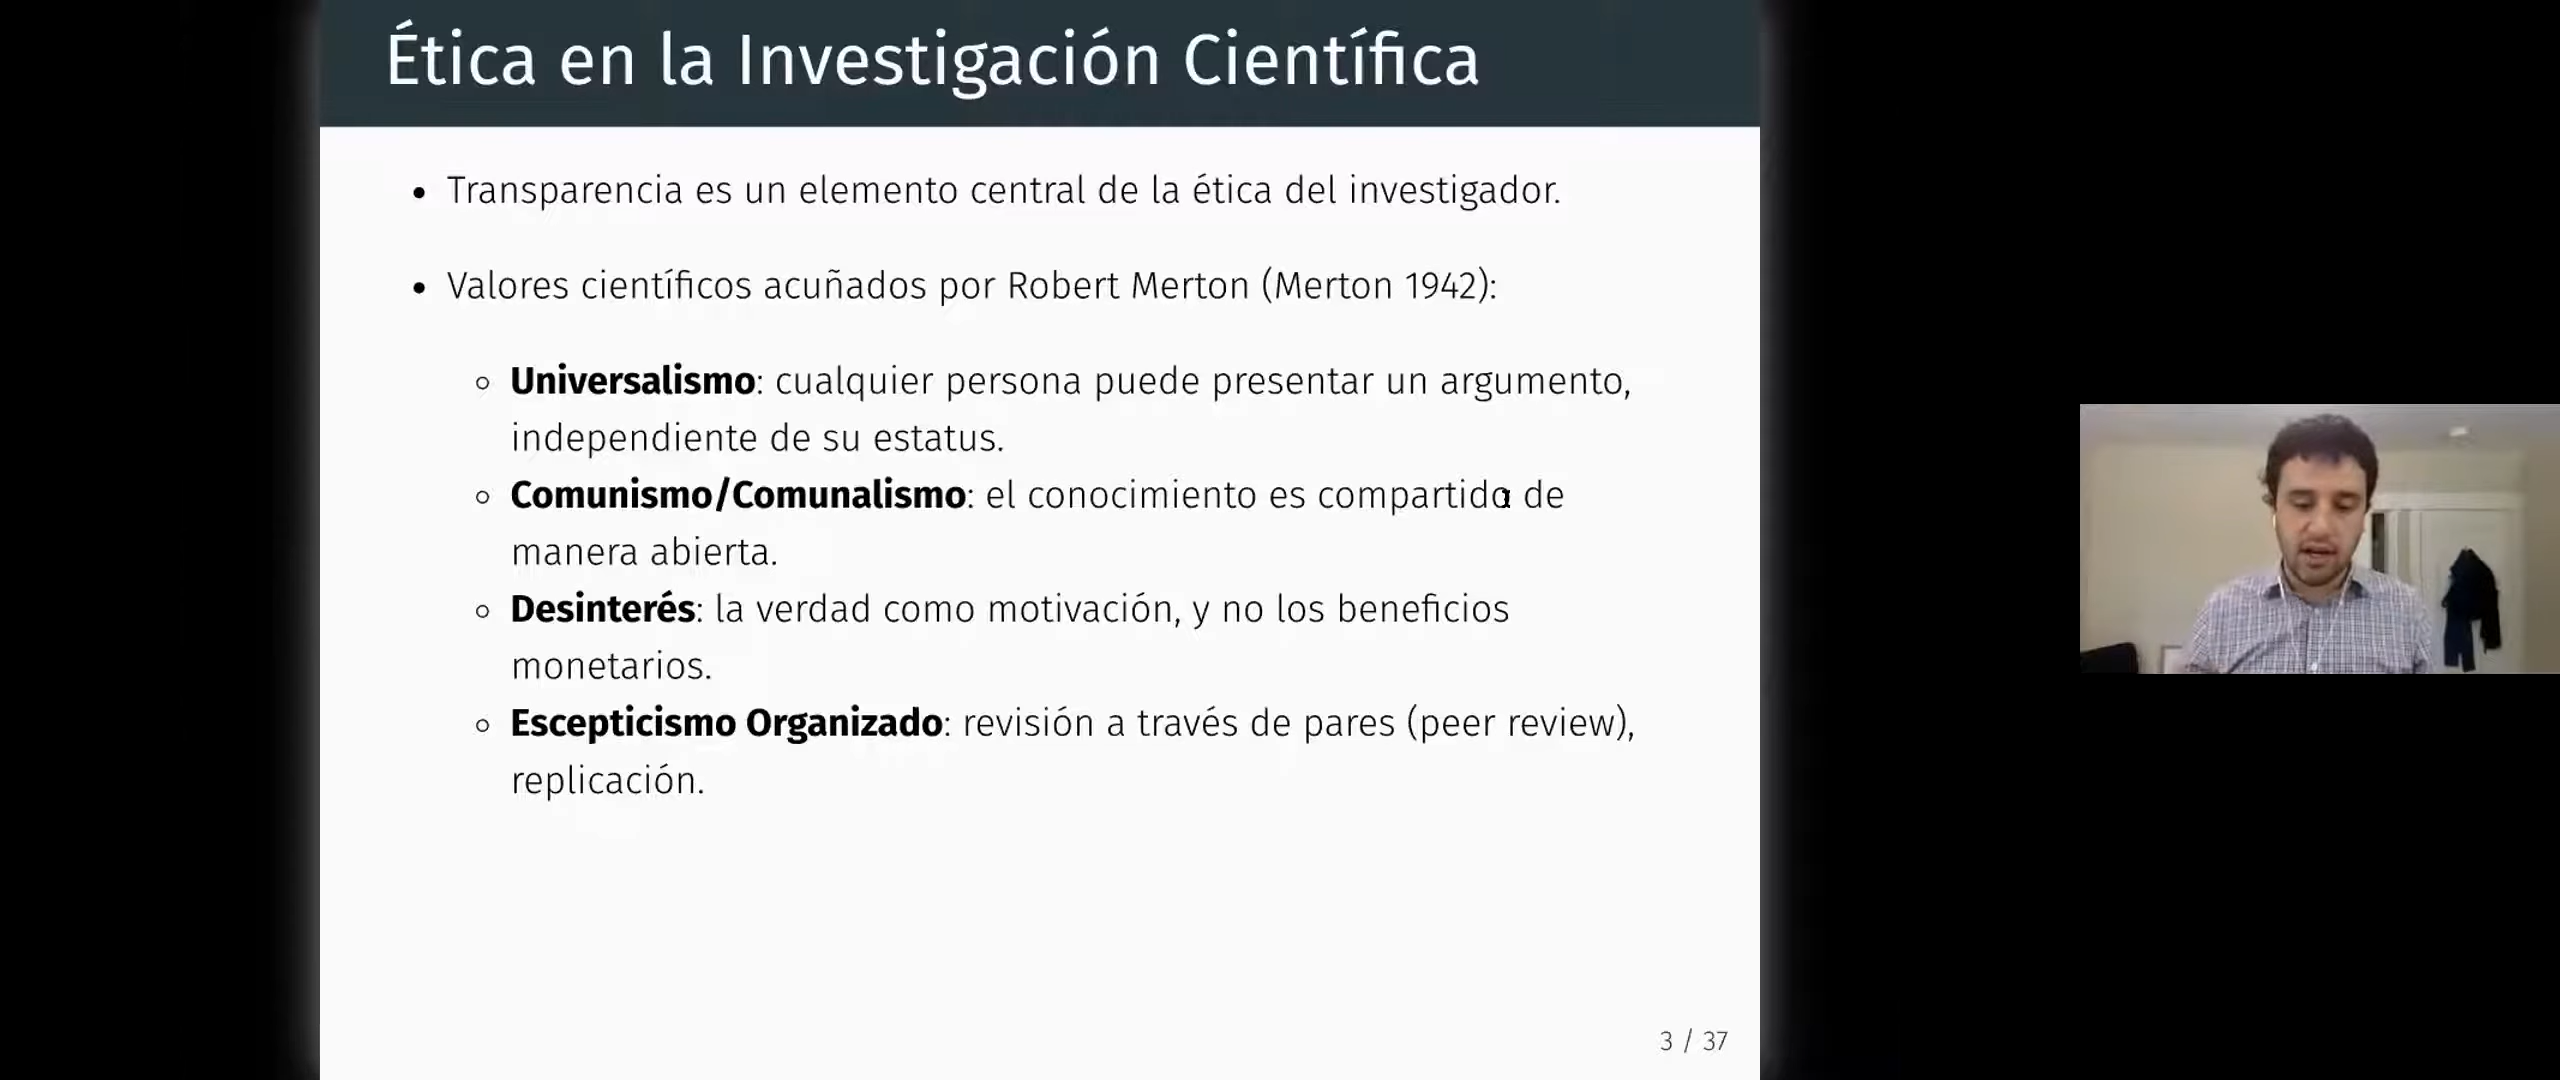 Ética en la Investigación Científica
• Transparencia es un elemento central de la ética del investigador.
• Valores científicos acuñados por Robert Merton (Merton 1942):
◦ Universalismo: cualquier persona puede presentar un argumento,
independiente de su estatus.
◦ Comunismo/Comunalismo: el conocimiento es compartido de
manera abierta.
◦ Desinterés: la verdad como motivación, y no los beneficios
monetarios.
◦ Escepticismo Organizado: revisión a través de pares (peer review),
replicación.
3 / 37